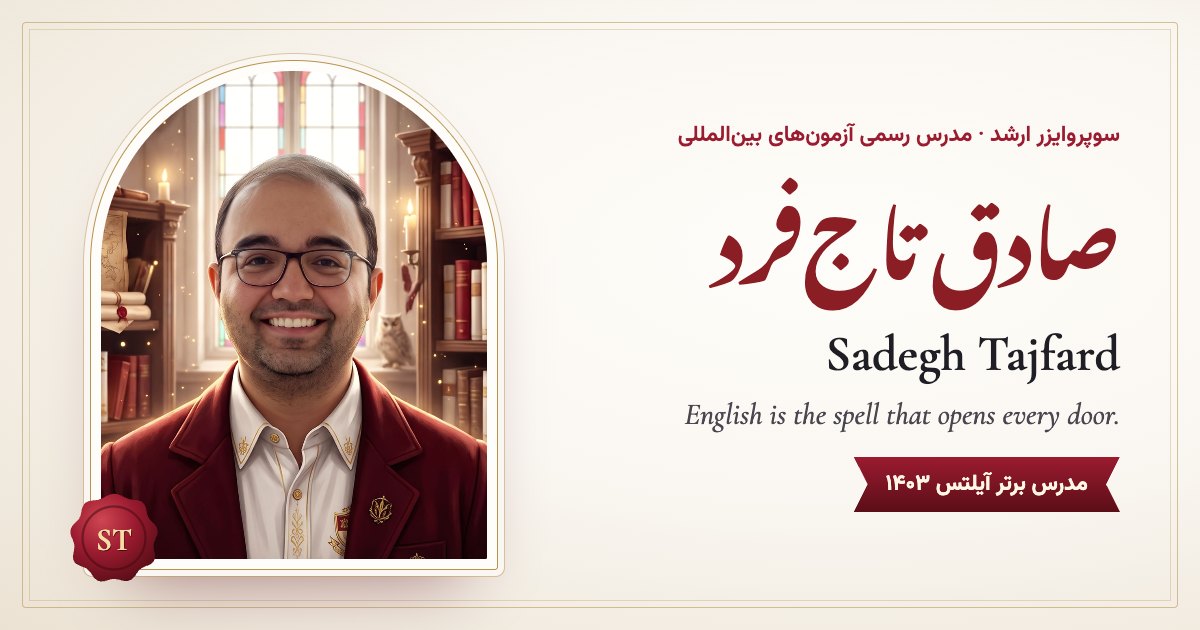 سوپروایزر ارشد · مدرس رسمی آزمون‌های بین‌المللی
صادق تاج فرد
Sadegh Tajfard
English is the spell that opens every door.
مدرس برتر آیلتس ۱۴۰۳
ST